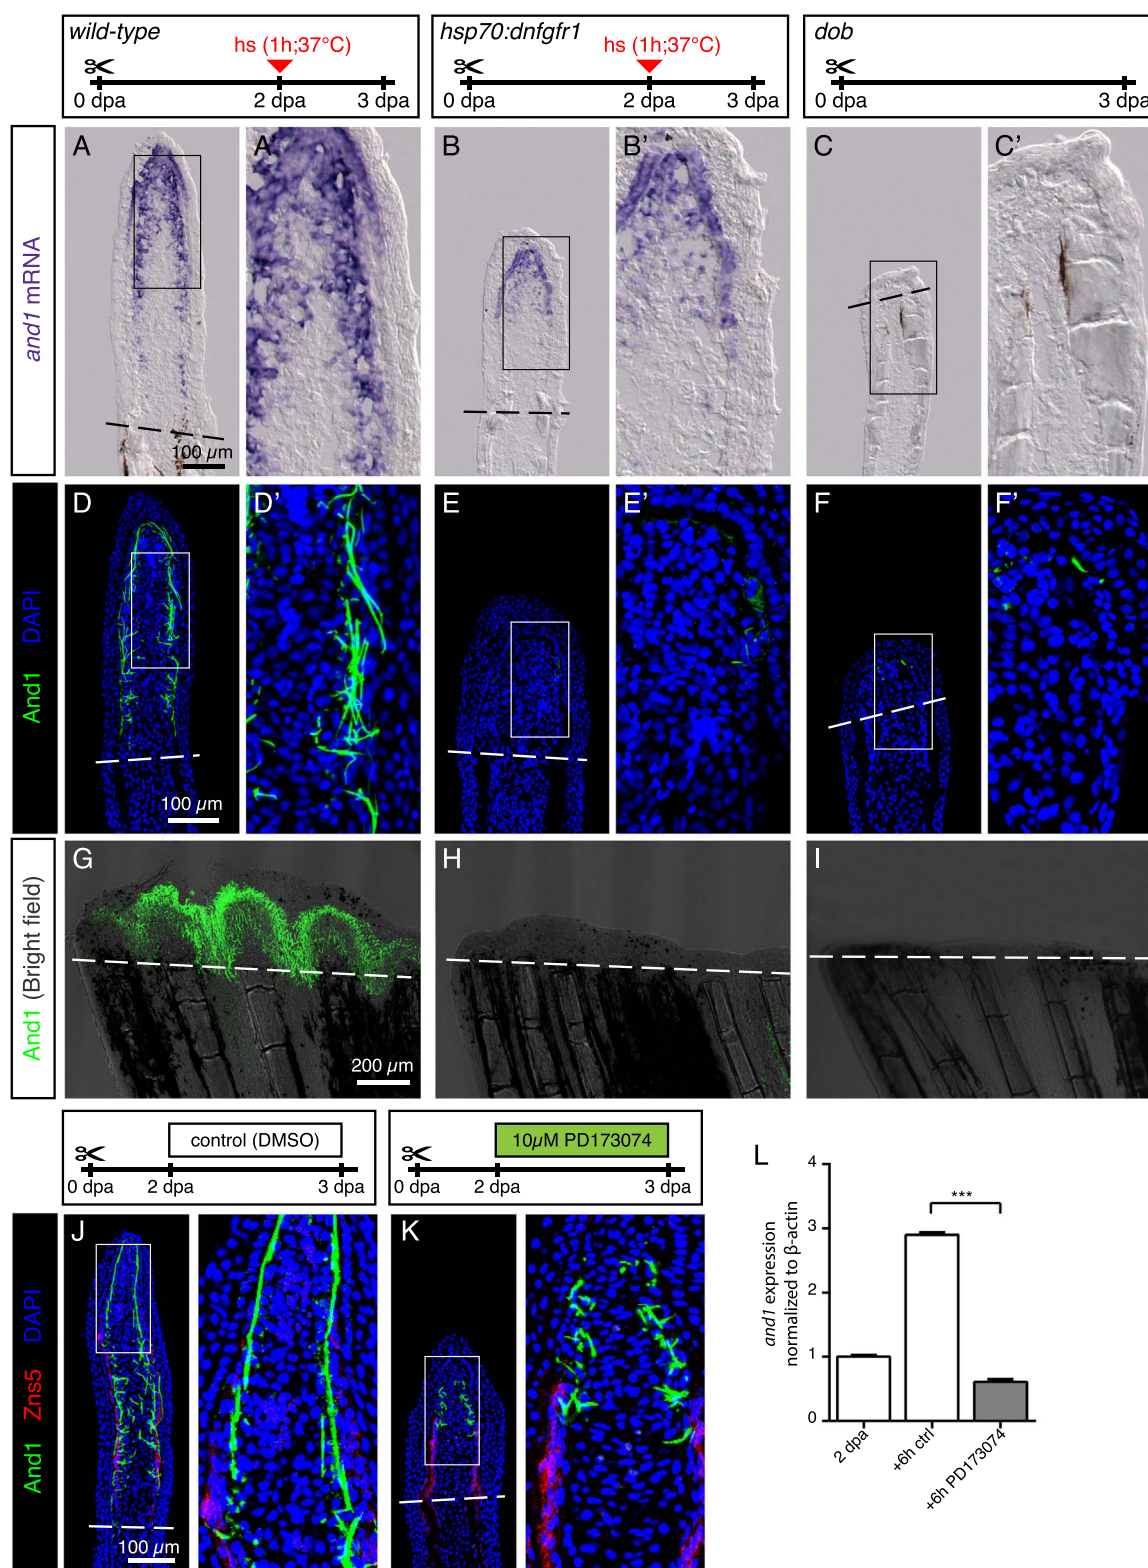 wild-type
hs (1h;37°C)
0 dpa 2 dpa 3 dpa
hsp70:dnfgfr1
hs (1h;37°C)
0 dpa 2 dpa 3 dpa
dob
0 dpa 3 dpa
and1 mRNA
A A' B B' C C'
100 µm
And1 DAPI
D D' E E' F F'
100 µm
And1 (Bright field)
G H I
200 µm
control (DMSO)
0 dpa 2 dpa 3 dpa
10µM PD173074
0 dpa 2 dpa 3 dpa
And1 Zns5 DAPI
J K
100 µm
L
and1 expression
normalized to β-actin
4
3
2
1
0
***
2 dpa
+6h ctrl
+6h PD173074